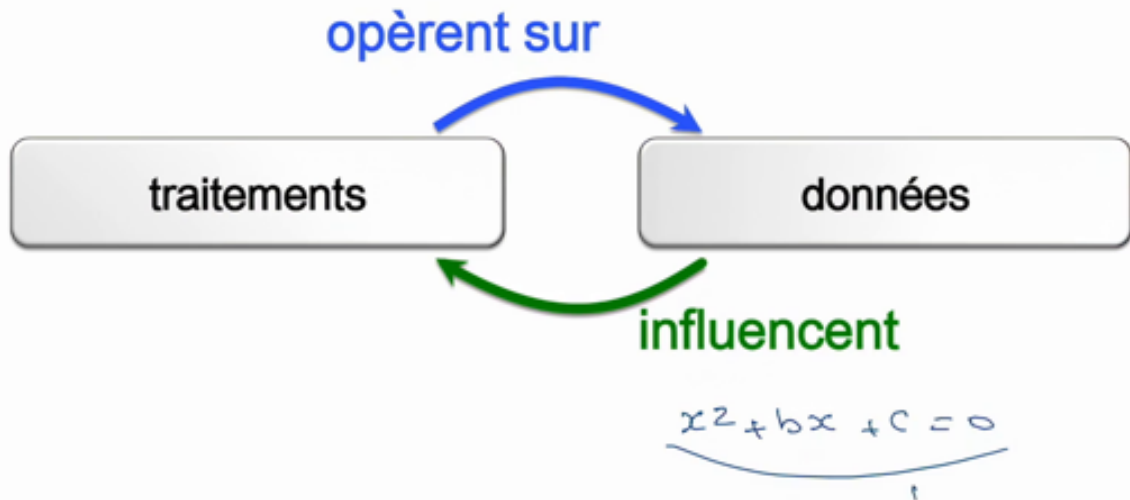 opèrent sur
traitements
données
influencent
x² + bx + c = 0